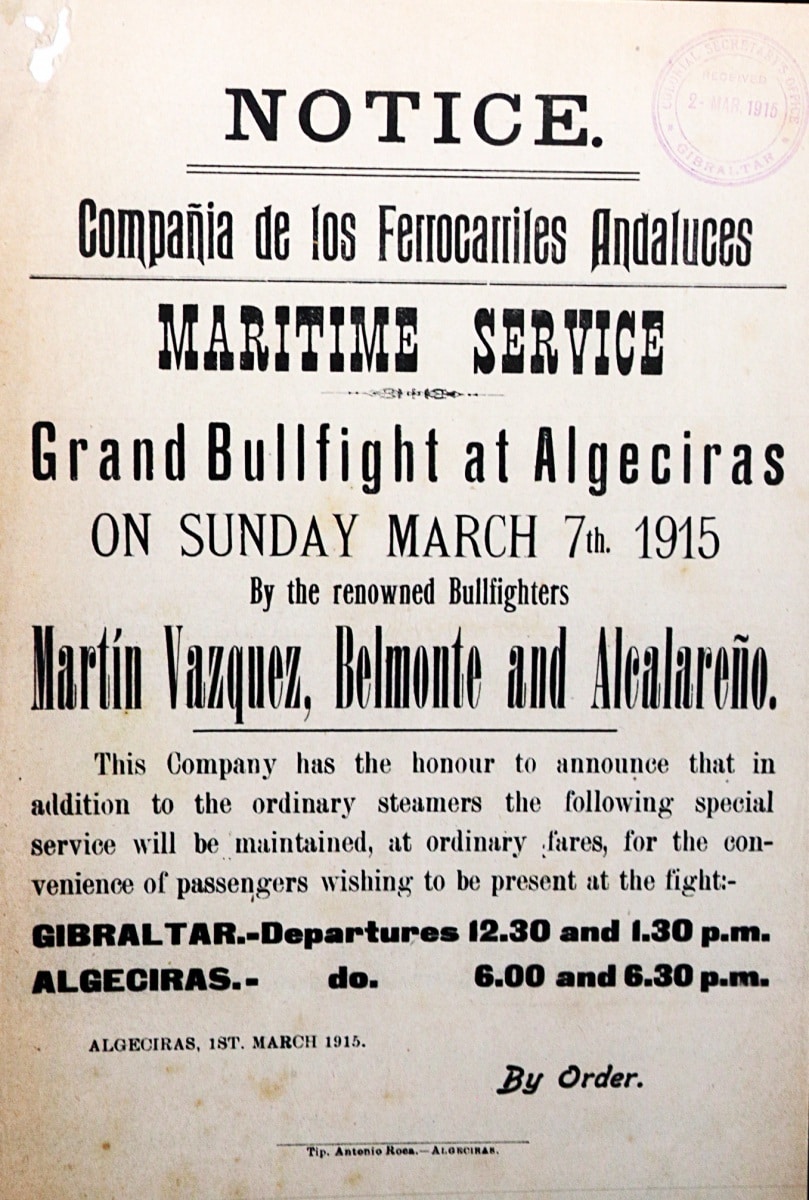 NOTICE.
COLONIAL SECRETARY'S OFFICE
RECEIVED
2- MAR. 1915
GIBRALTAR
Compañia de los Ferrocarriles Andaluces
MARITIME SERVICE
Grand Bullfight at Algeciras
ON SUNDAY MARCH 7th. 1915
By the renowned Bullfighters
Martín Vazquez, Belmonte and Alcalareño.
This Company has the honour to announce that in
addition to the ordinary steamers the following special
service will be maintained, at ordinary fares, for the con-
venience of passengers wishing to be present at the fight:-
GIBRALTAR.-Departures 12.30 and 1.30 p.m.
ALGECIRAS.- do. 6.00 and 6.30 p.m.
ALGECIRAS, 1ST. MARCH 1915.
By Order.
Tip. Antonio Roca.—ALGECIRAS.